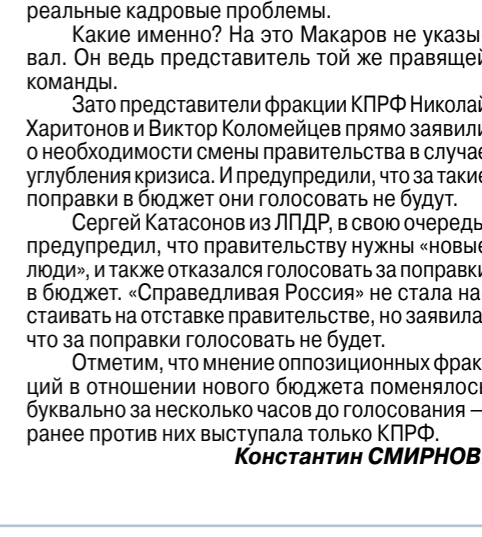 реальные кадровые проблемы.
Какие именно? На это Макаров не указы-
вал. Он ведь представитель той же правящей
команды.
Зато представители фракции КПРФ Николай
Харитонов и Виктор Коломейцев прямо заявили
о необходимости смены правительства в случае
углубления кризиса. И предупредили, что за такие
поправки в бюджет они голосовать не будут.
Сергей Катасонов из ЛПДР, в свою очередь,
предупредил, что правительству нужны «новые
люди», и также отказался голосовать за поправки
в бюджет. «Справедливая Россия» не стала на-
стаивать на отставке правительстве, но заявила,
что за поправки голосовать не будет.
Отметим, что мнение оппозиционных фрак-
ций в отношении нового бюджета поменялось
буквально за несколько часов до голосования –
ранее против них выступала только КПРФ.
Константин СМИРНОВ